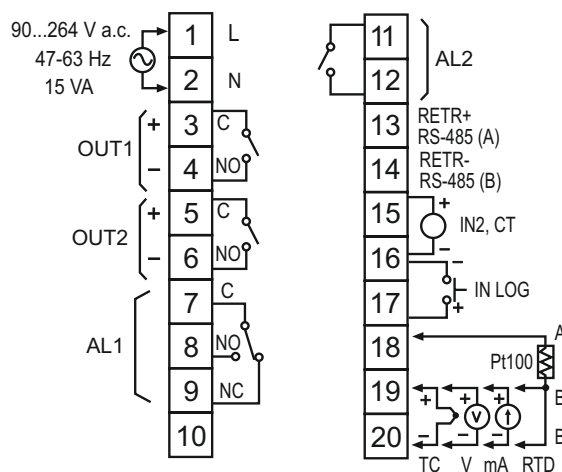 90...264 V a.c.
47-63 Hz
15 VA
1 L
2 N
OUT1
+ 3 C
− 4 NO
OUT2
+ 5 C
− 6 NO
AL1
7 C
8 NO
9 NC
10
11
12
AL2
13 RETR+
RS-485 (A)
14 RETR-
RS-485 (B)
15 +
IN2, CT
−
16 −
IN LOG
17 +
18 A
Pt100
19 + + + B
V
20 − − − B
TC V mA RTD